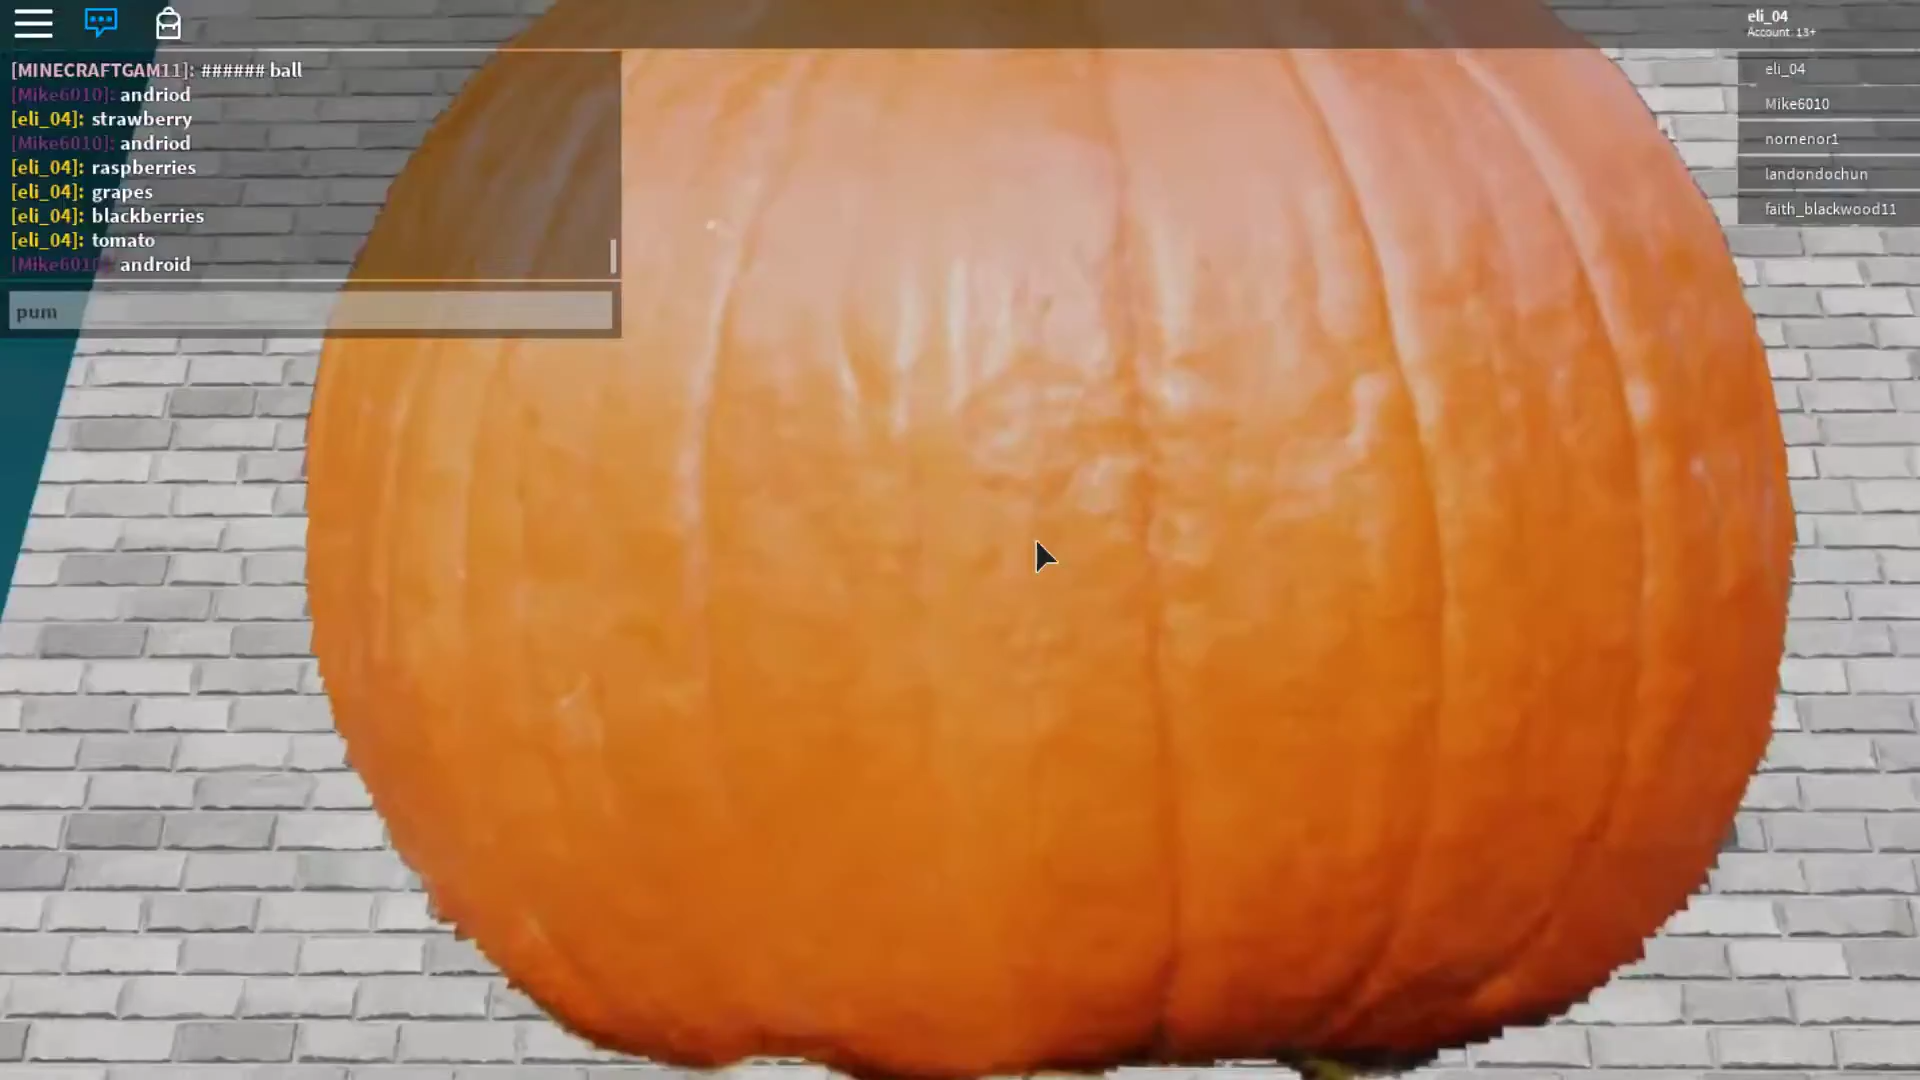 eli_04
Account: 13+
[MINECRAFTGAM11]: ###### ball
[Mike6010]: andriod
[eli_04]: strawberry
[Mike6010]: andriod
[eli_04]: raspberries
[eli_04]: grapes
[eli_04]: blackberries
[eli_04]: tomato
[Mike6010]: android
pum
eli_04
Mike6010
nornenor1
landondochun
faith_blackwood11